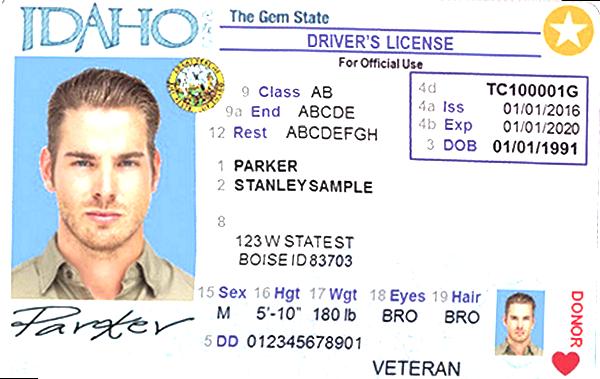 IDAHO
The Gem State
DRIVER'S LICENSE
For Official Use
9 Class AB
9a End ABCDE
12 Rest ABCDEFGH
4d TC100001G
4a Iss 01/01/2016
4b Exp 01/01/2020
3 DOB 01/01/1991
1 PARKER
2 STANLEYSAMPLE
8
123 W STATE ST
BOISE ID 83703
15 Sex 16 Hgt 17 Wgt 18 Eyes 19 Hair
M 5'-10" 180 lb BRO BRO
5 DD 012345678901
VETERAN
DONOR
Parker